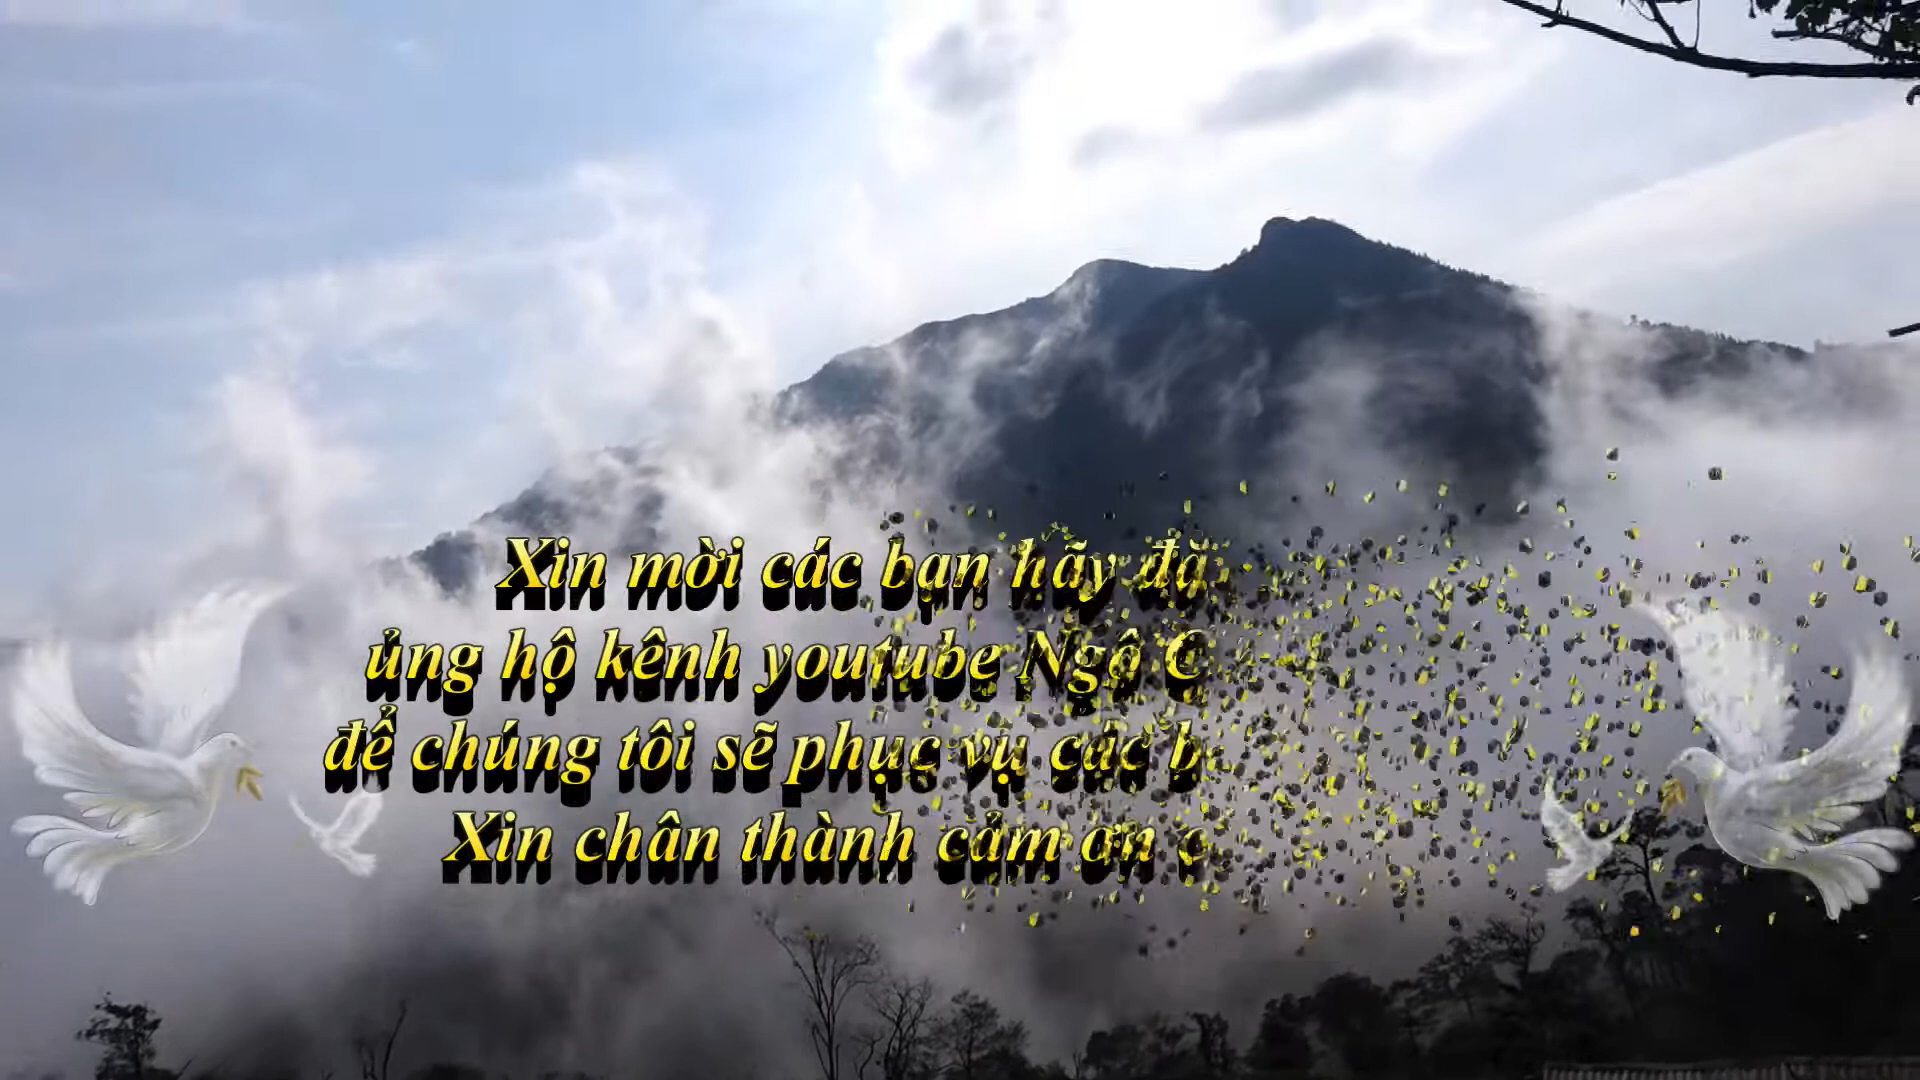 Xin mời các bạn hãy
ủng hộ kênh youtube Ngô
để chúng tôi sẽ phục vụ các
Xin chân thành cảm ơn